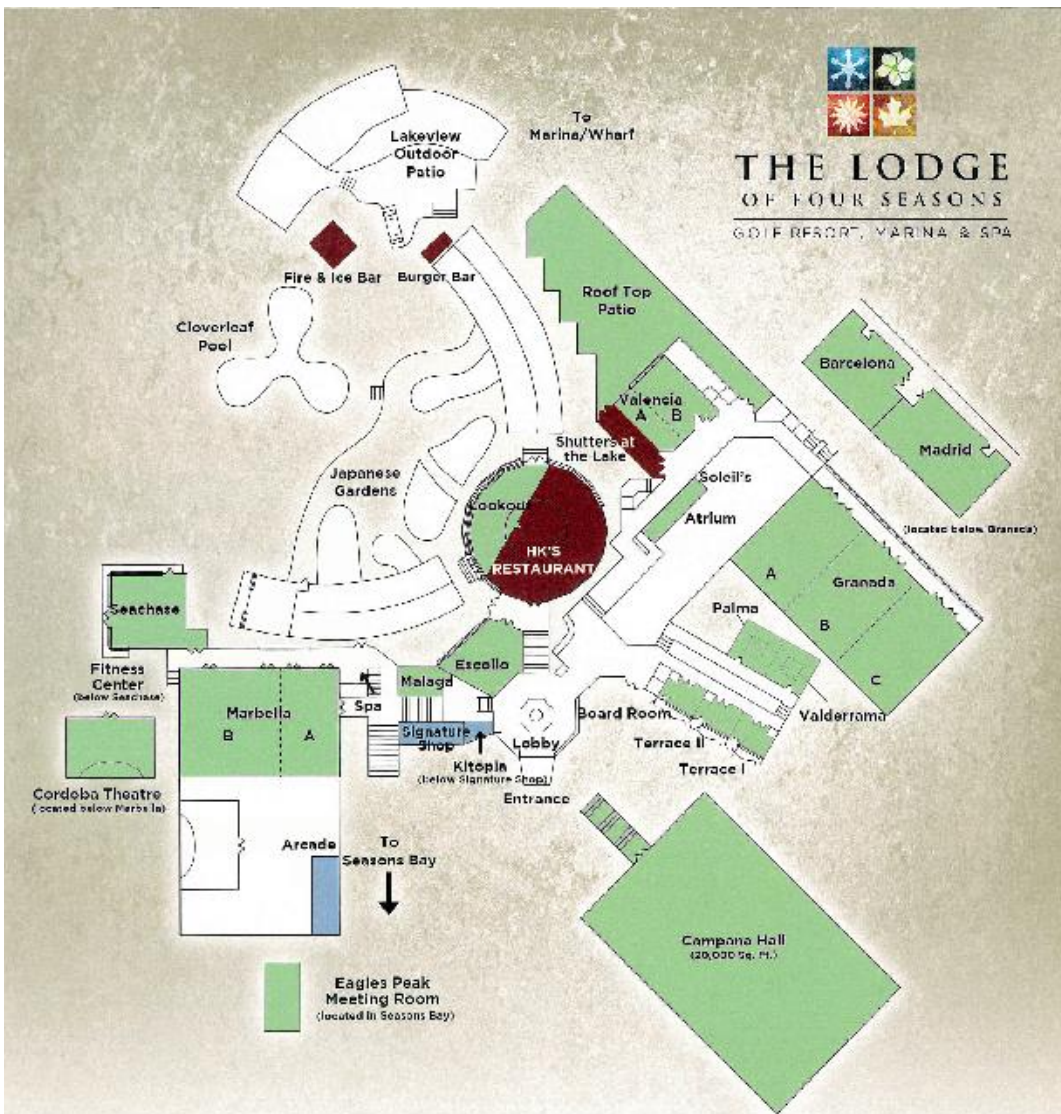 To
Marina/Wharf
Lakeview
Outdoor
Patio
THE LODGE
OF FOUR SEASONS
GOLF RESORT, MARINA & SPA
Fire & Ice Bar
Burger Bar
Roof Top
Patio
Cloverleaf
Pool
Barcelona
Madrid
(located below Granada)
Valencia
A
B
Shutters at
the Lake
Soleil's
Atrium
Japanese
Gardens
Lookout
HK'S
RESTAURANT
A
Granada
B
C
Palma
Seachase
Fitness
Center
(below Seachase)
Escollo
Malaga
Spa
Marbella
B
A
Signature
Shop
Lobby
Board Room
Valderrama
Terrace II
Terrace I
Kitopia
(below Signature Shop)
Entrance
Cordoba Theatre
(located below Marbella)
Arcade
To
Seasons Bay
Campana Hall
(20,000 Sq. Ft.)
Eagles Peak
Meeting Room
(located in Seasons Bay)